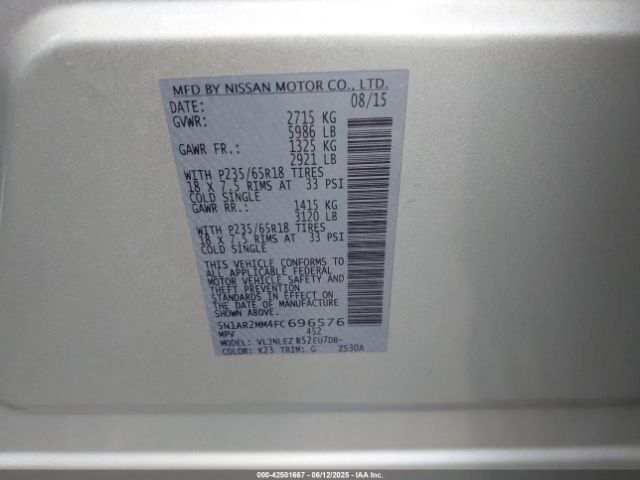 MFD BY NISSAN MOTOR CO., LTD.
DATE: 08/15
GVWR: 2715 KG
5986 LB
GAWR FR.: 1325 KG
2921 LB
WITH P235/65R18 TIRES
18 X 7.5 RIMS AT 33 PSI
COLD SINGLE
GAWR RR.: 1415 KG
3120 LB
WITH P235/65R18 TIRES
18 X 7.5 RIMS AT 33 PSI
COLD SINGLE
THIS VEHICLE CONFORMS TO
ALL APPLICABLE FEDERAL
MOTOR VEHICLE SAFETY AND
THEFT PREVENTION
STANDARDS IN EFFECT ON
THE DATE OF MANUFACTURE
SHOWN ABOVE.
5N1AR2MM4FC696576
MPV 452
MODEL: VLJNLEZ R52EU7DB-
COLOR: K23 TRIM: G ZS30A
000-42501667 - 06/12/2025 - IAA Inc.